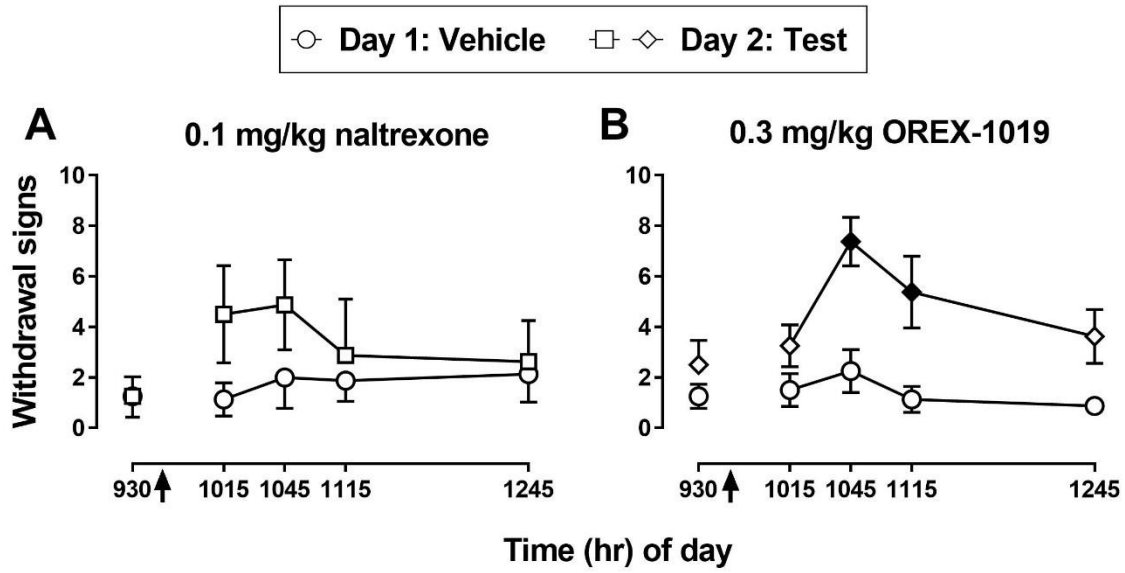 Day 1: Vehicle Day 2: Test
A 0.1 mg/kg naltrexone
B 0.3 mg/kg OREX-1019
Withdrawal signs
10
8
6
4
2
0
930 1015 1045 1115 1245
10
8
6
4
2
0
930 1015 1045 1115 1245
Time (hr) of day